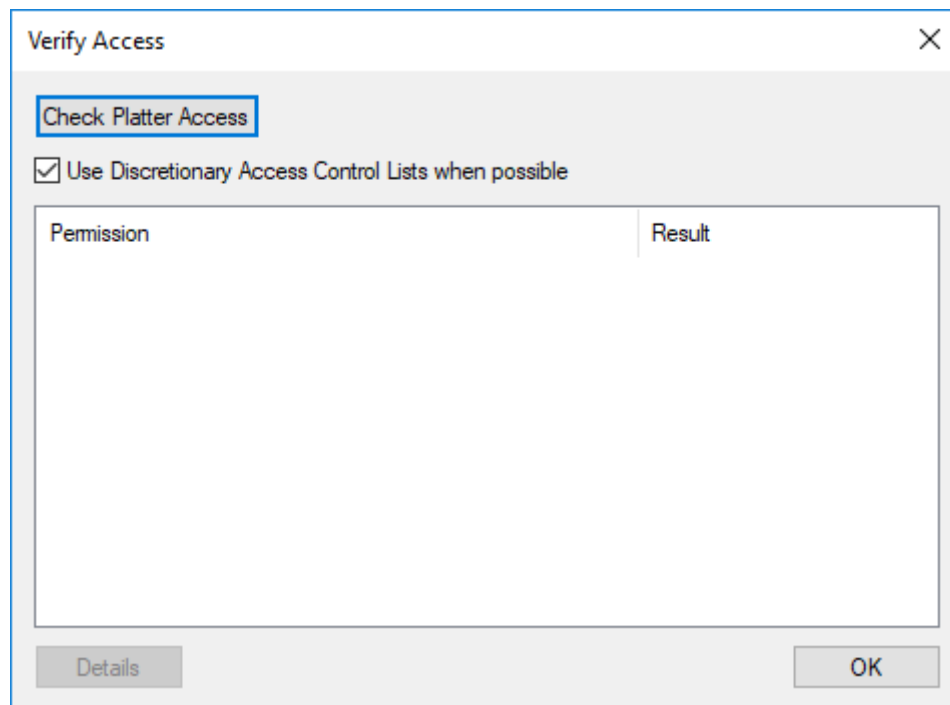 Verify Access
Check Platter Access
Use Discretionary Access Control Lists when possible
Permission Result
Details OK